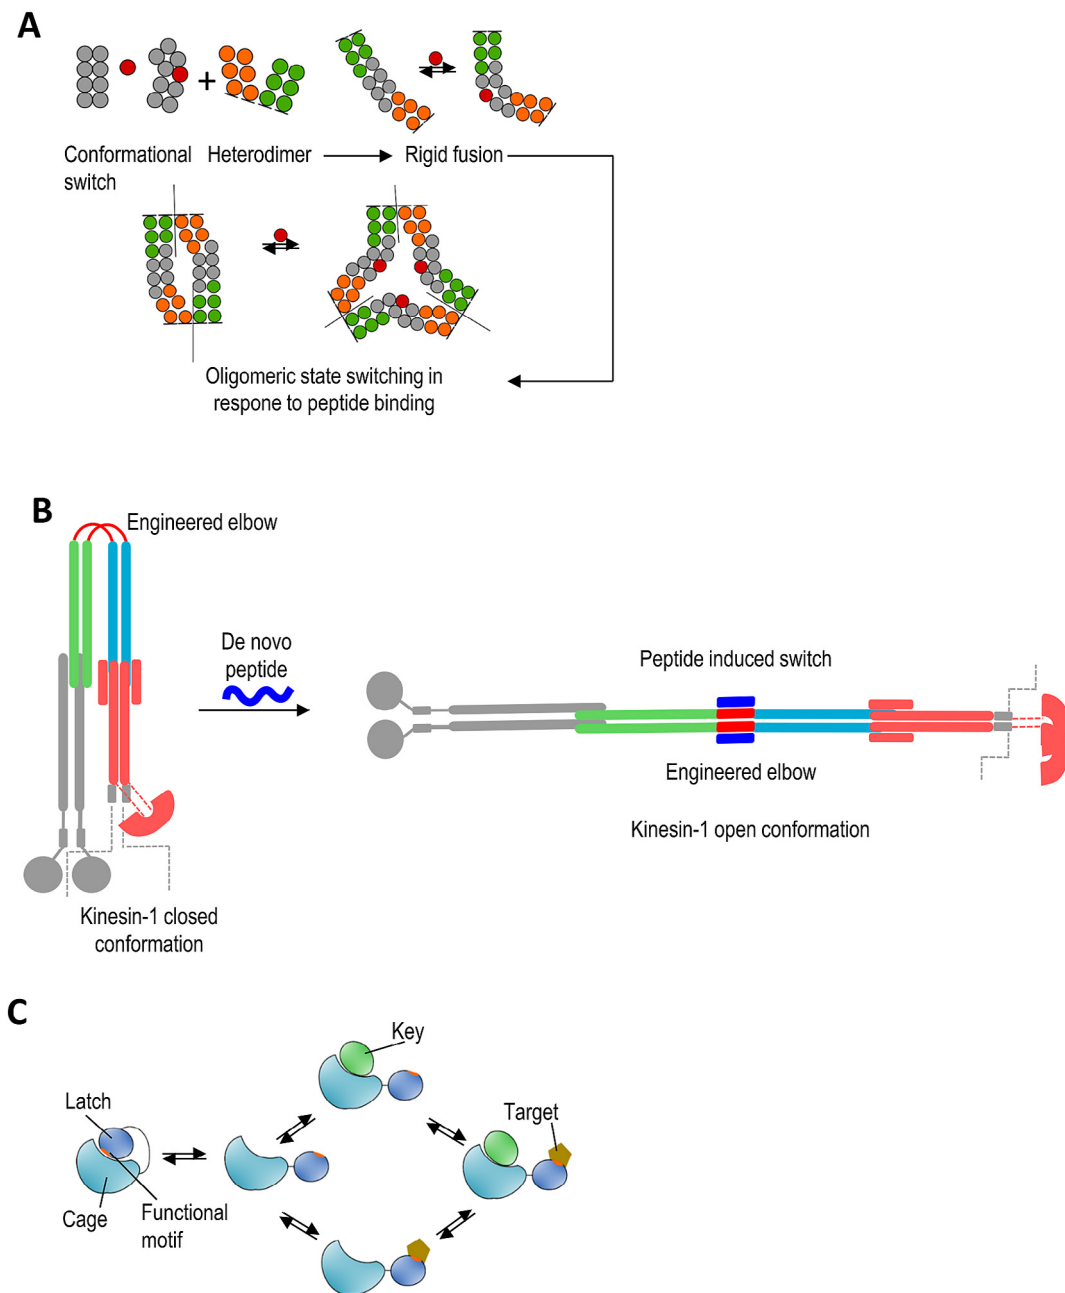 A
+
Conformational
switch
Heterodimer
Rigid fusion
Oligomeric state switching in
respone to peptide binding
B
Engineered elbow
De novo
peptide
Peptide induced switch
Engineered elbow
Kinesin-1 open conformation
Kinesin-1 closed
conformation
C
Key
Latch
Target
Cage
Functional
motif